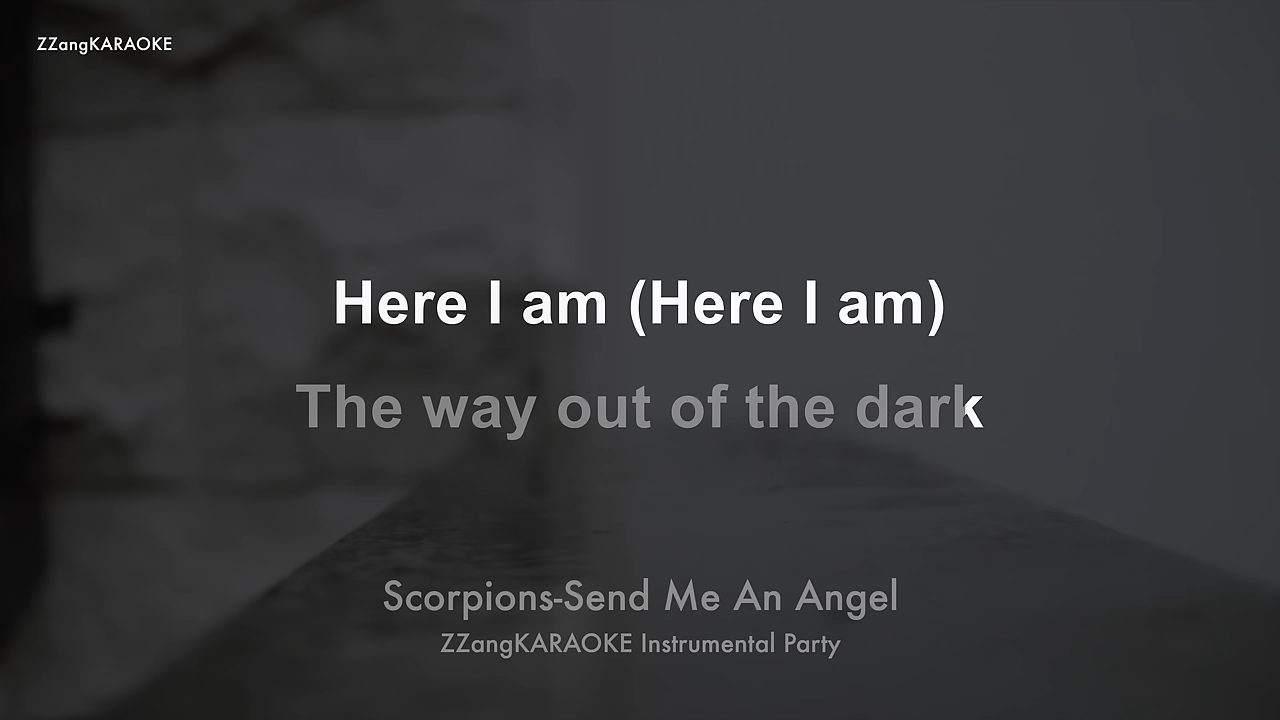 ZZangKARAOKE
Here I am (Here I am)
The way out of the dark
Scorpions-Send Me An Angel
ZZangKARAOKE Instrumental Party